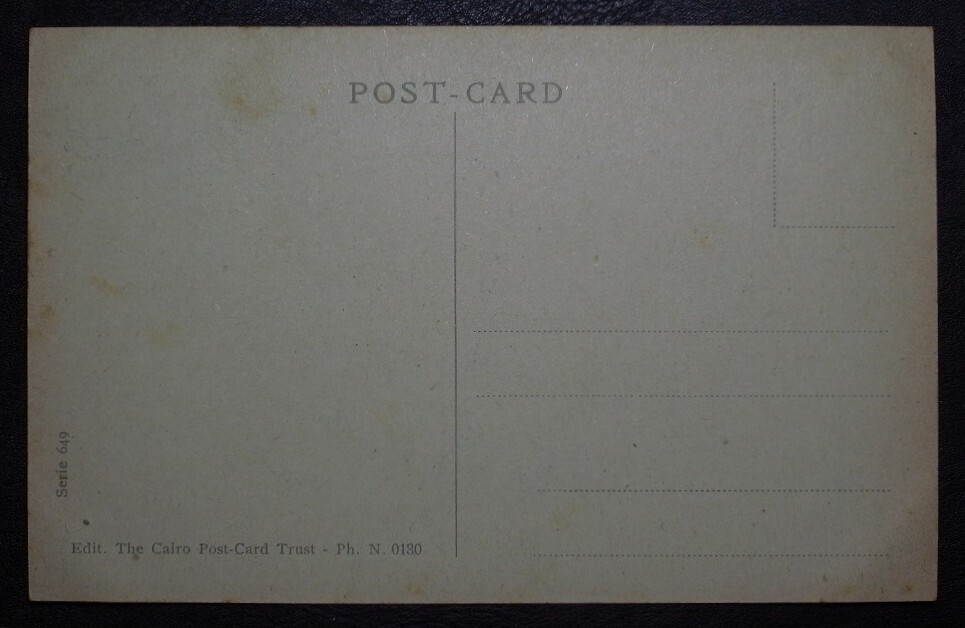 POST-CARD
Serie 649
Edit. The Cairo Post-Card Trust - Ph. N. 0130